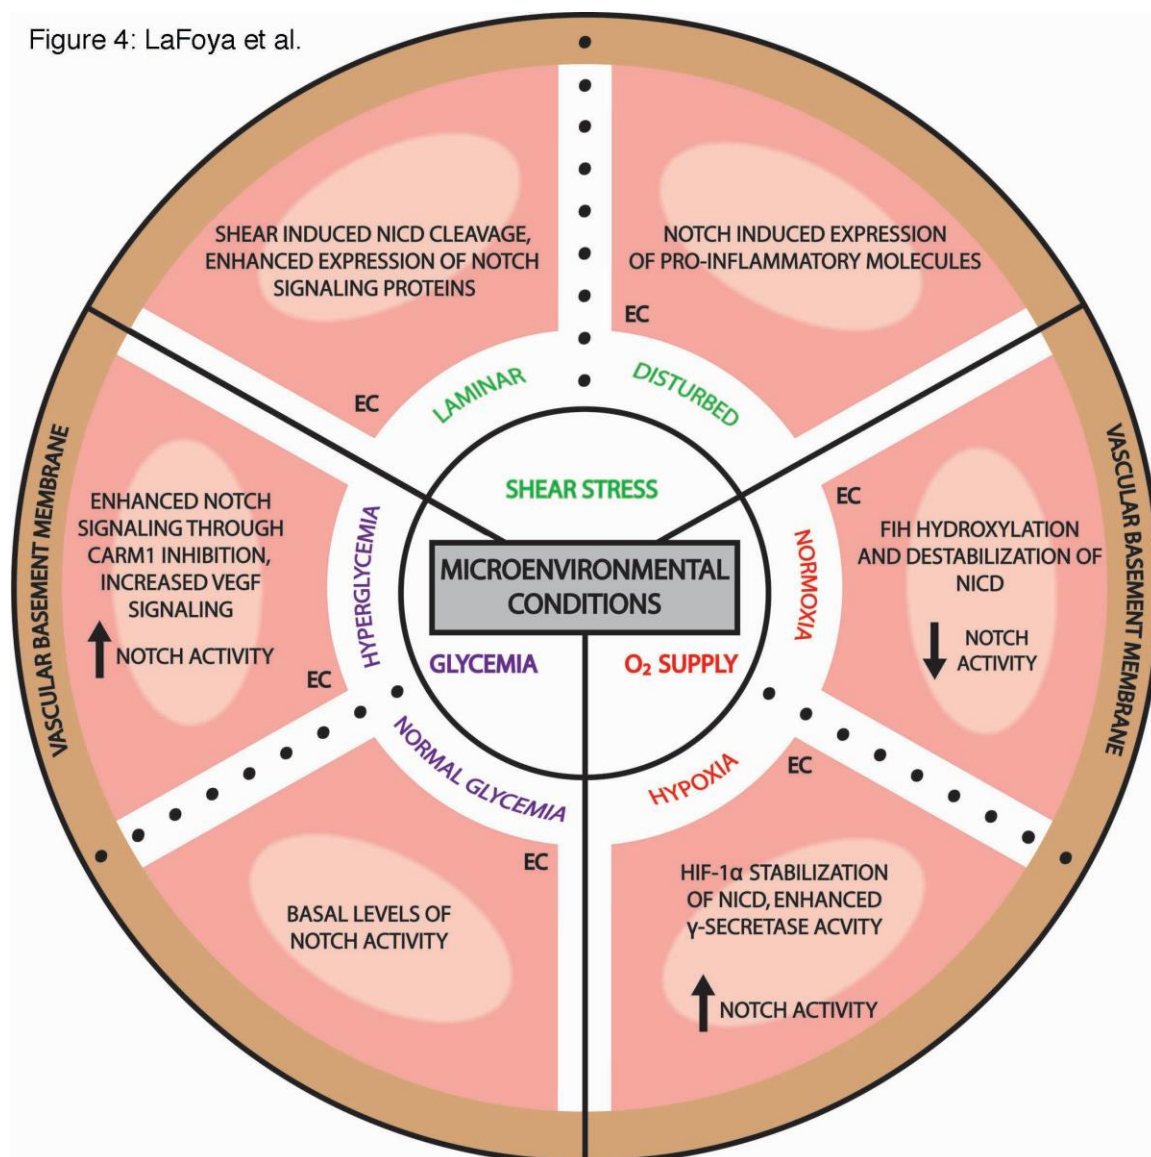 Figure 4: LaFoya et al.
SHEAR INDUCED NICD CLEAVAGE,
ENHANCED EXPRESSION OF NOTCH
SIGNALING PROTEINS
EC
LAMINAR
NOTCH INDUCED EXPRESSION
OF PRO-INFLAMMATORY MOLECULES
EC
DISTURBED
SHEAR STRESS
MICROENVIRONMENTAL
CONDITIONS
GLYCEMIA
O₂ SUPPLY
VASCULAR BASEMENT MEMBRANE
ENHANCED NOTCH
SIGNALING THROUGH
CARM1 INHIBITION,
INCREASED VEGF
SIGNALING
NOTCH ACTIVITY
EC
HYPERGLYCEMIA
NORMOXIA
EC
FIH HYDROXYLATION
AND DESTABILIZATION OF
NICD
NOTCH
ACTIVITY
VASCULAR BASEMENT MEMBRANE
NORMAL GLYCEMIA
EC
BASAL LEVELS OF
NOTCH ACTIVITY
HYPOXIA
EC
HIF-1α STABILIZATION
OF NICD, ENHANCED
γ-SECRETASE ACVITY
NOTCH ACTIVITY